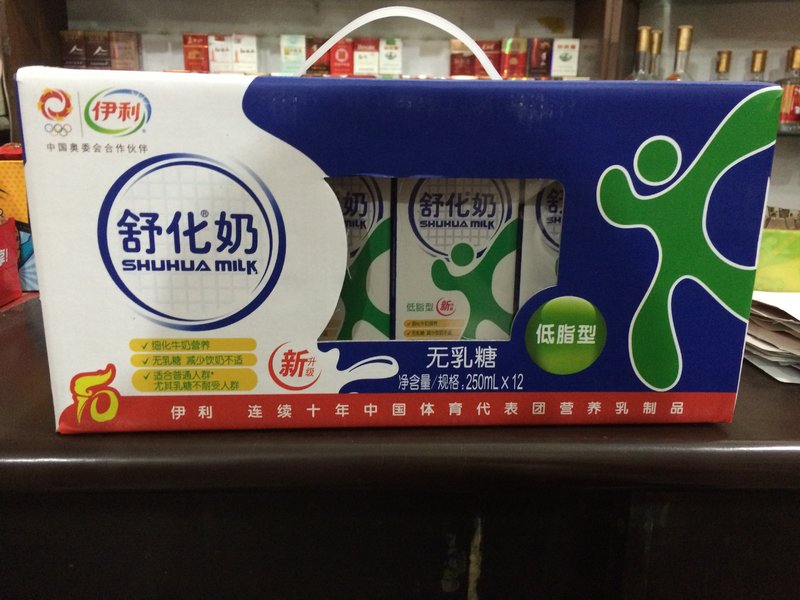 伊利
中国奥委会合作伙伴
舒化奶®
SHUHUA MILK
细化牛奶营养
无乳糖 减少饮奶不适
适合普通人群*
尤其乳糖不耐受人群
新升级
舒化奶
SHUHUA MILK
低脂型
新
无乳糖
净含量/规格: 250mL×12
低脂型
伊利 连续十年中国体育代表团营养乳制品